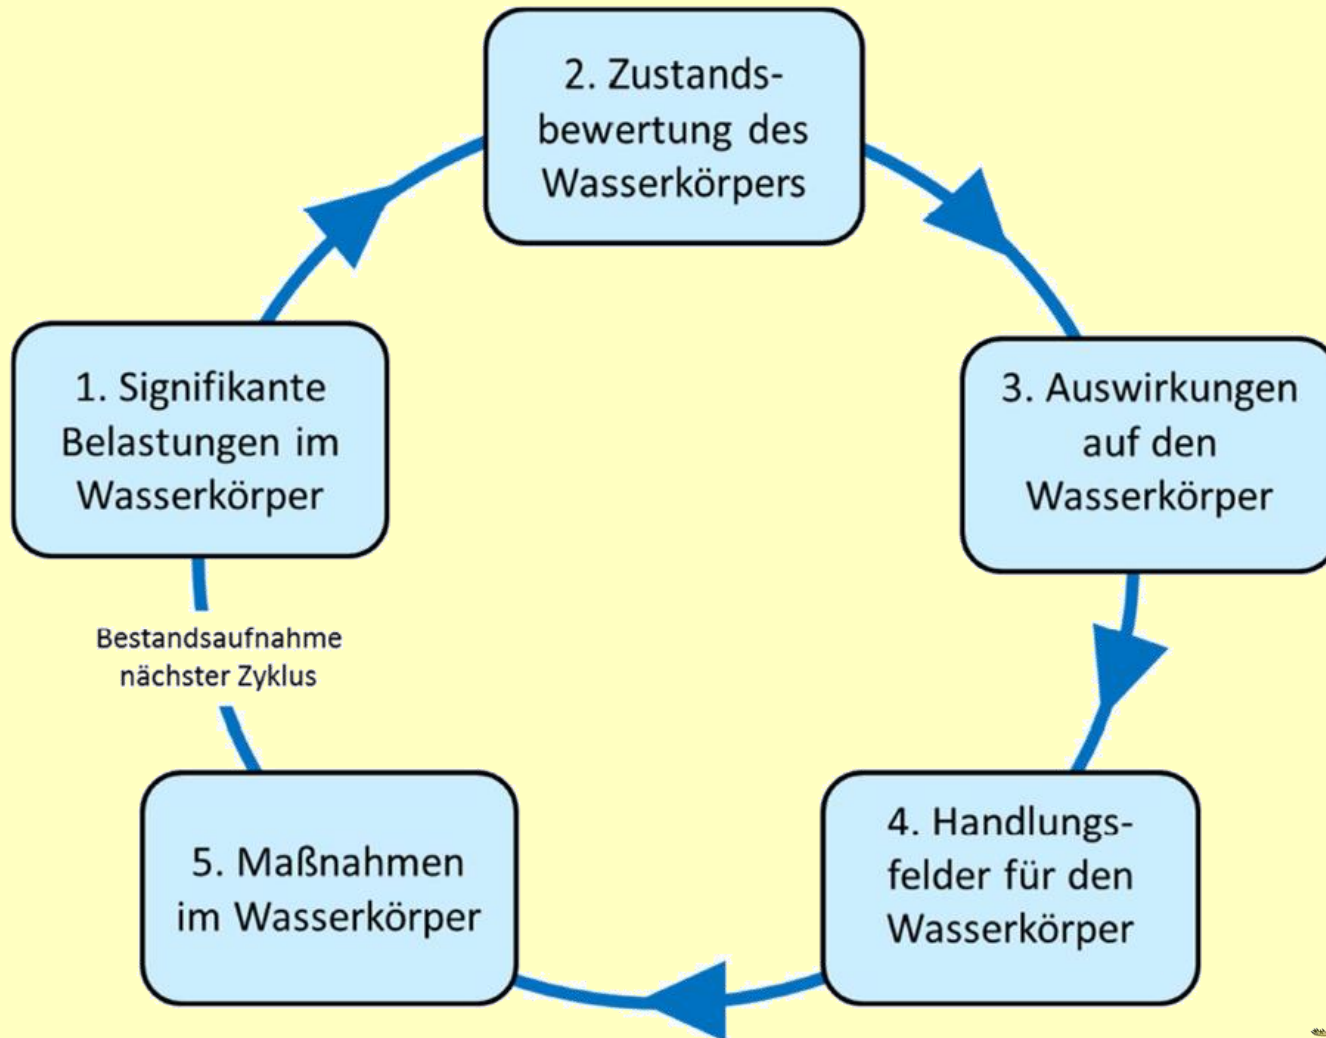 2. Zustands-
bewertung des
Wasserkörpers
1. Signifikante
Belastungen im
Wasserkörper
3. Auswirkungen
auf den
Wasserkörper
Bestandsaufnahme
nächster Zyklus
5. Maßnahmen
im Wasserkörper
4. Handlungs-
felder für den
Wasserkörper